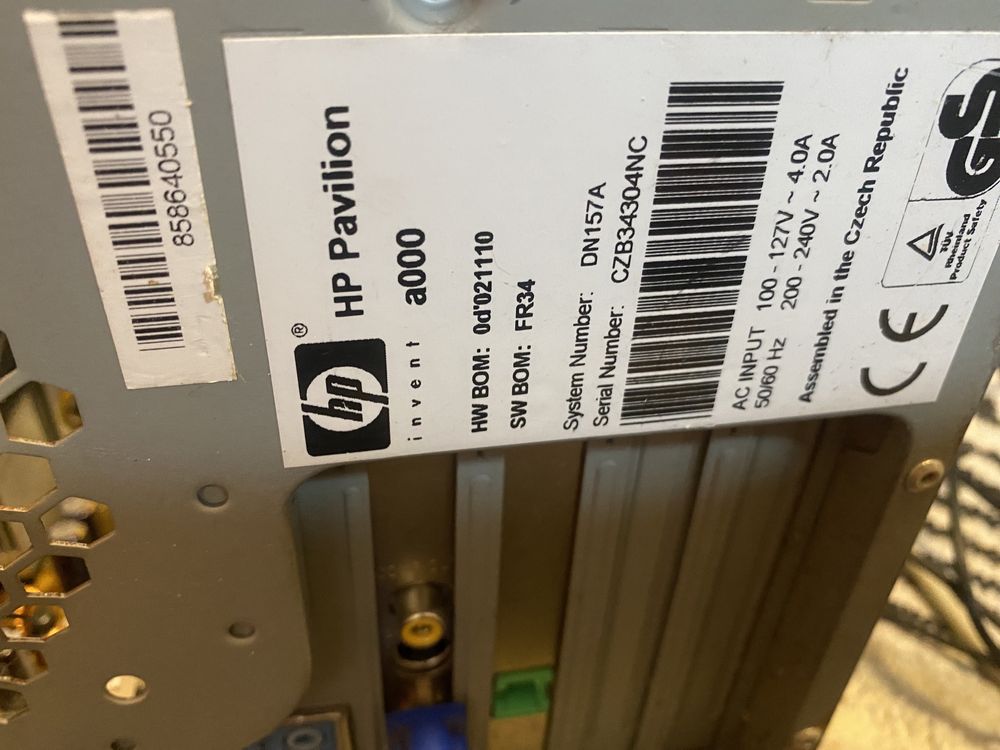 858640550
hp
®
invent
HP Pavilion
a000
HW BOM: 0d'021110
SW BOM: FR34
System Number: DN157A
Serial Number: CZB34304NC
AC INPUT 100 - 127V ~ 4.0A
50/60 Hz 200 - 240V ~ 2.0A
Assembled in the Czech Republic
CE
TÜV
Rheinland
Product Safety
GS